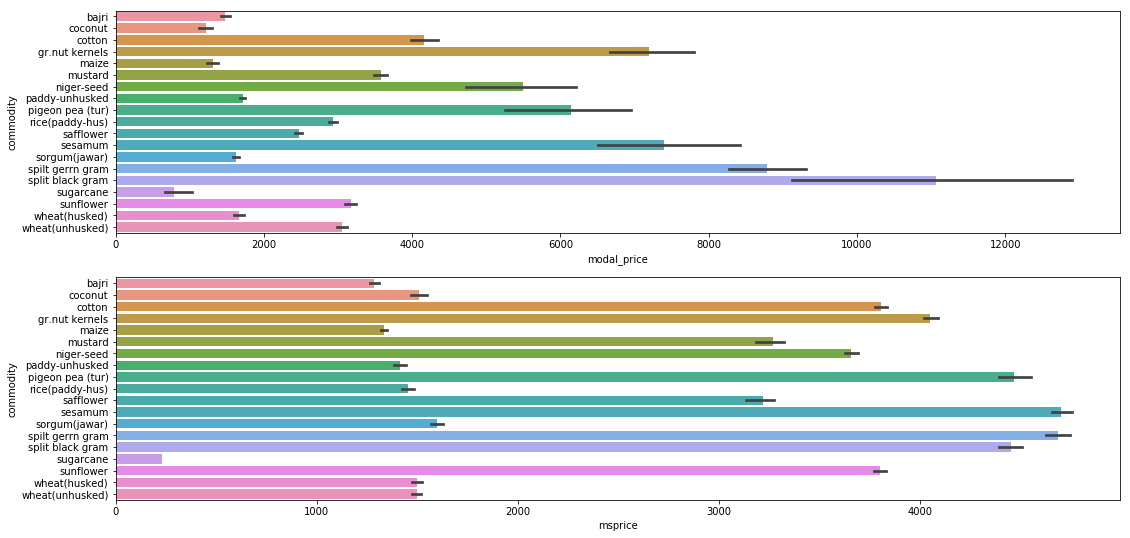 bajri
coconut
cotton
gr.nut kernels
maize
mustard
niger-seed
paddy-unhusked
pigeon pea (tur)
rice(paddy-hus)
safflower
sesamum
sorgum(jawar)
spilt gerrn gram
split black gram
sugarcane
sunflower
wheat(husked)
wheat(unhusked)
commodity
0 2000 4000 6000 8000 10000 12000
modal_price
bajri
coconut
cotton
gr.nut kernels
maize
mustard
niger-seed
paddy-unhusked
pigeon pea (tur)
rice(paddy-hus)
safflower
sesamum
sorgum(jawar)
spilt gerrn gram
split black gram
sugarcane
sunflower
wheat(husked)
wheat(unhusked)
commodity
0 1000 2000 3000 4000
msprice